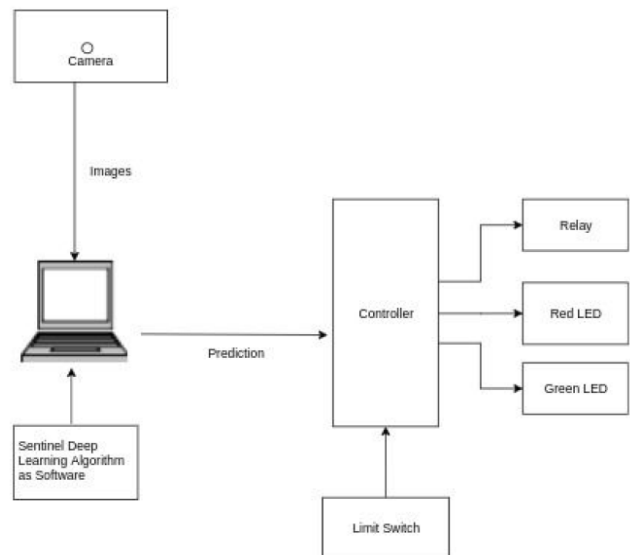 Camera
Images
Relay
Controller
Red LED
Prediction
Green LED
Sentinel Deep
Learning Algorithm
as Software
Limit Switch